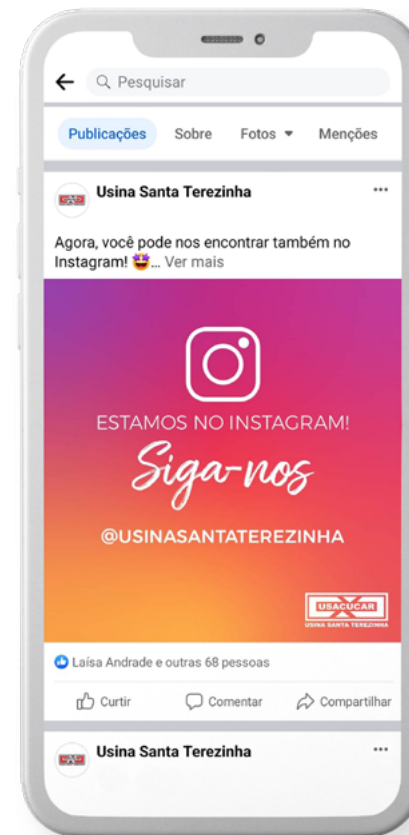 Pesquisar
Publicações Sobre Fotos Menções
Usina Santa Terezinha
Agora, você pode nos encontrar também no
Instagram! 🤩... Ver mais
ESTAMOS NO INSTAGRAM!
Siga-nos
@USINASANTATEREZINHA
USACUCAR
USINA SANTA TEREZINHA
Laísa Andrade e outras 68 pessoas
Curtir Comentar Compartilhar
Usina Santa Terezinha